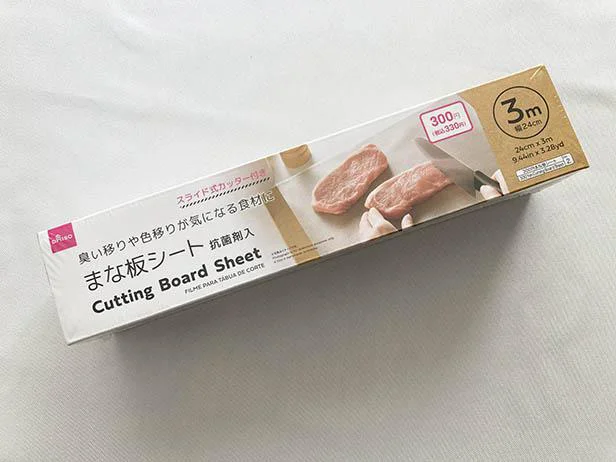 DAISO
スライド式カッター付き
臭い移りや色移りが気になる食材に
まな板シート 抗菌剤入
Cutting Board Sheet
FILME PARA TÁBUA DE CORTE
300円
(税込330円)
3m
幅24cm
24cm x 3m
9.44in x 3.28yd